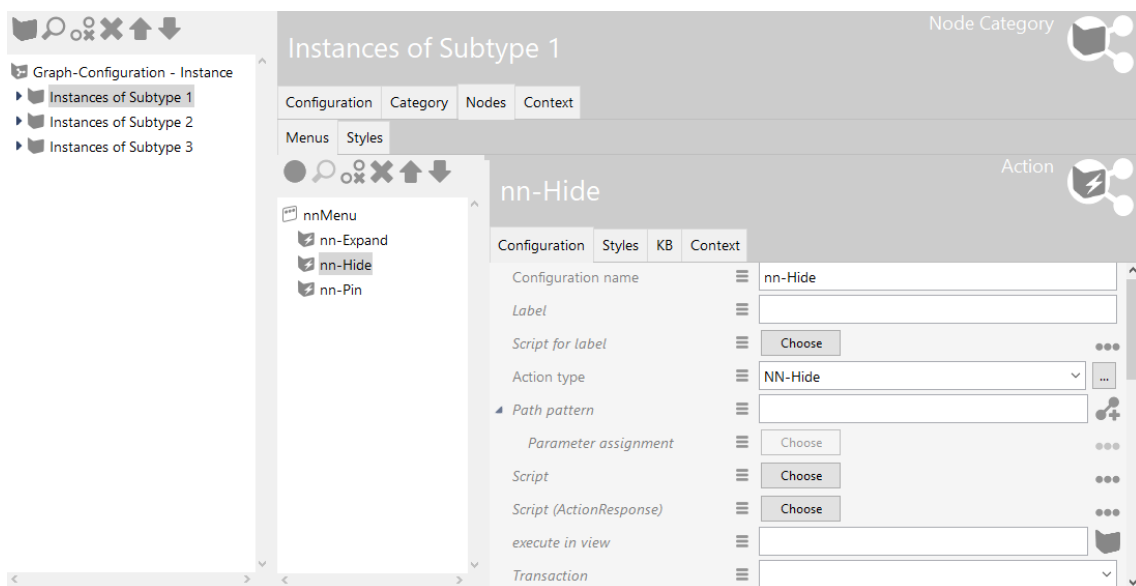 Node Category
Instances of Subtype 1
Graph-Configuration - Instance
Instances of Subtype 1
Instances of Subtype 2
Instances of Subtype 3
Configuration Category Nodes Context
Menus Styles
Action
nn-Hide
nnMenu
nn-Expand
nn-Hide
nn-Pin
Configuration Styles KB Context
Configuration name nn-Hide
Label
Script for label Choose
Action type NN-Hide ...
Path pattern
Parameter assignment Choose
Script Choose
Script (ActionResponse) Choose
execute in view
Transaction